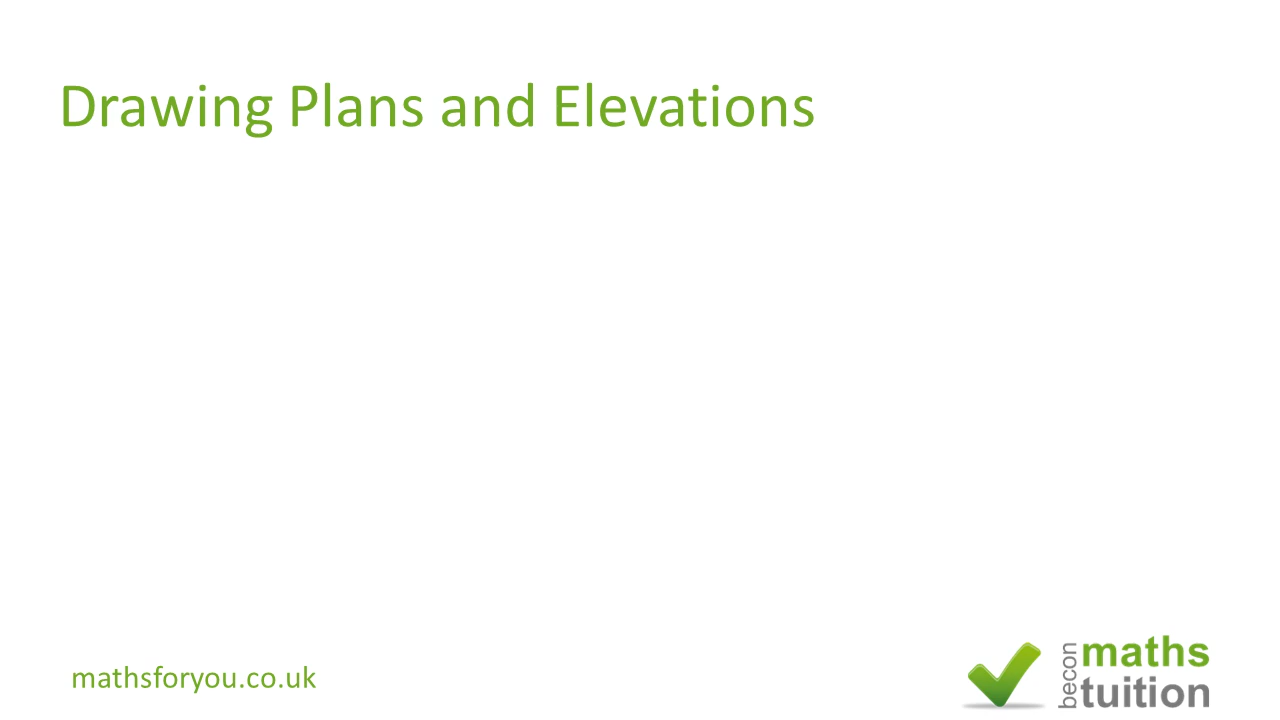 Drawing Plans and Elevations
mathsforyou.co.uk
becon
maths
tuition